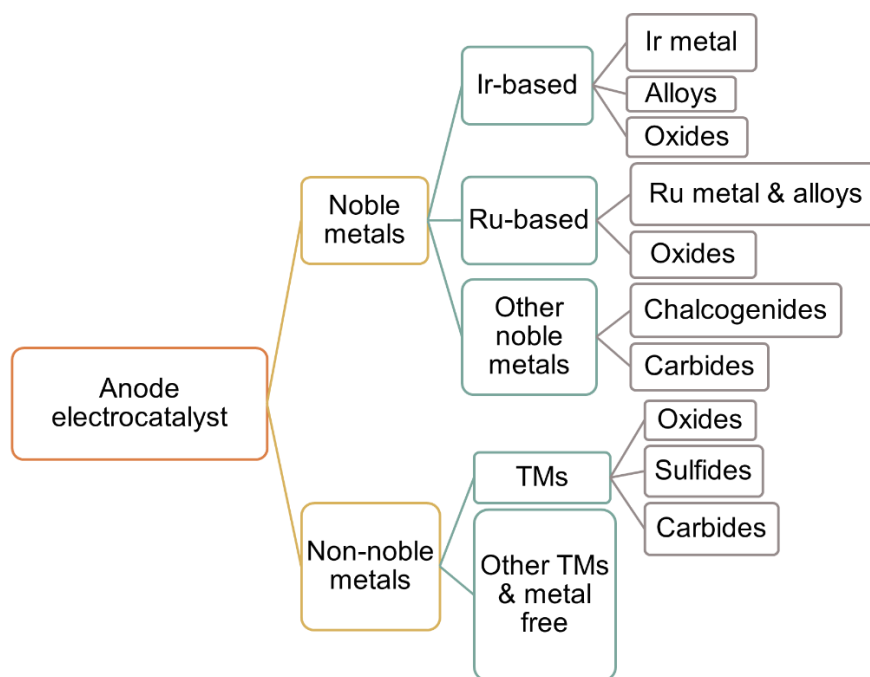 Anode
electrocatalyst
Noble
metals
Ir-based
Ir metal
Alloys
Oxides
Ru-based
Ru metal & alloys
Oxides
Other
noble
metals
Chalcogenides
Carbides
Non-noble
metals
TMs
Oxides
Sulfides
Carbides
Other TMs
& metal
free